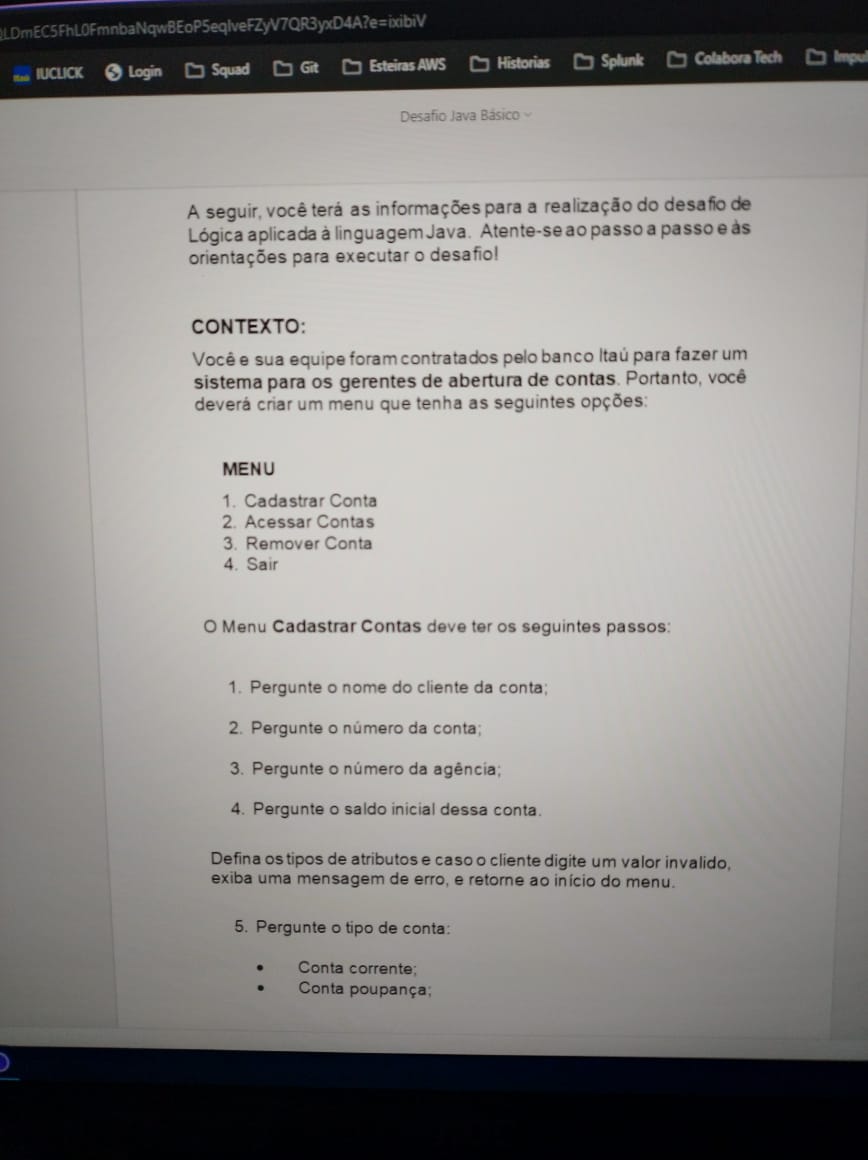 IUCLICK Login Squad Git Esteiras AWS Historias Splunk Colabora Tech
Desafio Java Básico
A seguir, você terá as informações para a realização do desafio de
Lógica aplicada à linguagem Java. Atente-se ao passo a passo e às
orientações para executar o desafio!
CONTEXTO:
Você e sua equipe foram contratados pelo banco Itaú para fazer um
sistema para os gerentes de abertura de contas. Portanto, você
deverá criar um menu que tenha as seguintes opções:
MENU
1. Cadastrar Conta
2. Acessar Contas
3. Remover Conta
4. Sair
O Menu Cadastrar Contas deve ter os seguintes passos:
1. Pergunte o nome do cliente da conta;
2. Pergunte o número da conta;
3. Pergunte o número da agência;
4. Pergunte o saldo inicial dessa conta.
Defina os tipos de atributos e caso o cliente digite um valor invalido,
exiba uma mensagem de erro, e retorne ao início do menu.
5. Pergunte o tipo de conta:
• Conta corrente;
• Conta poupança;